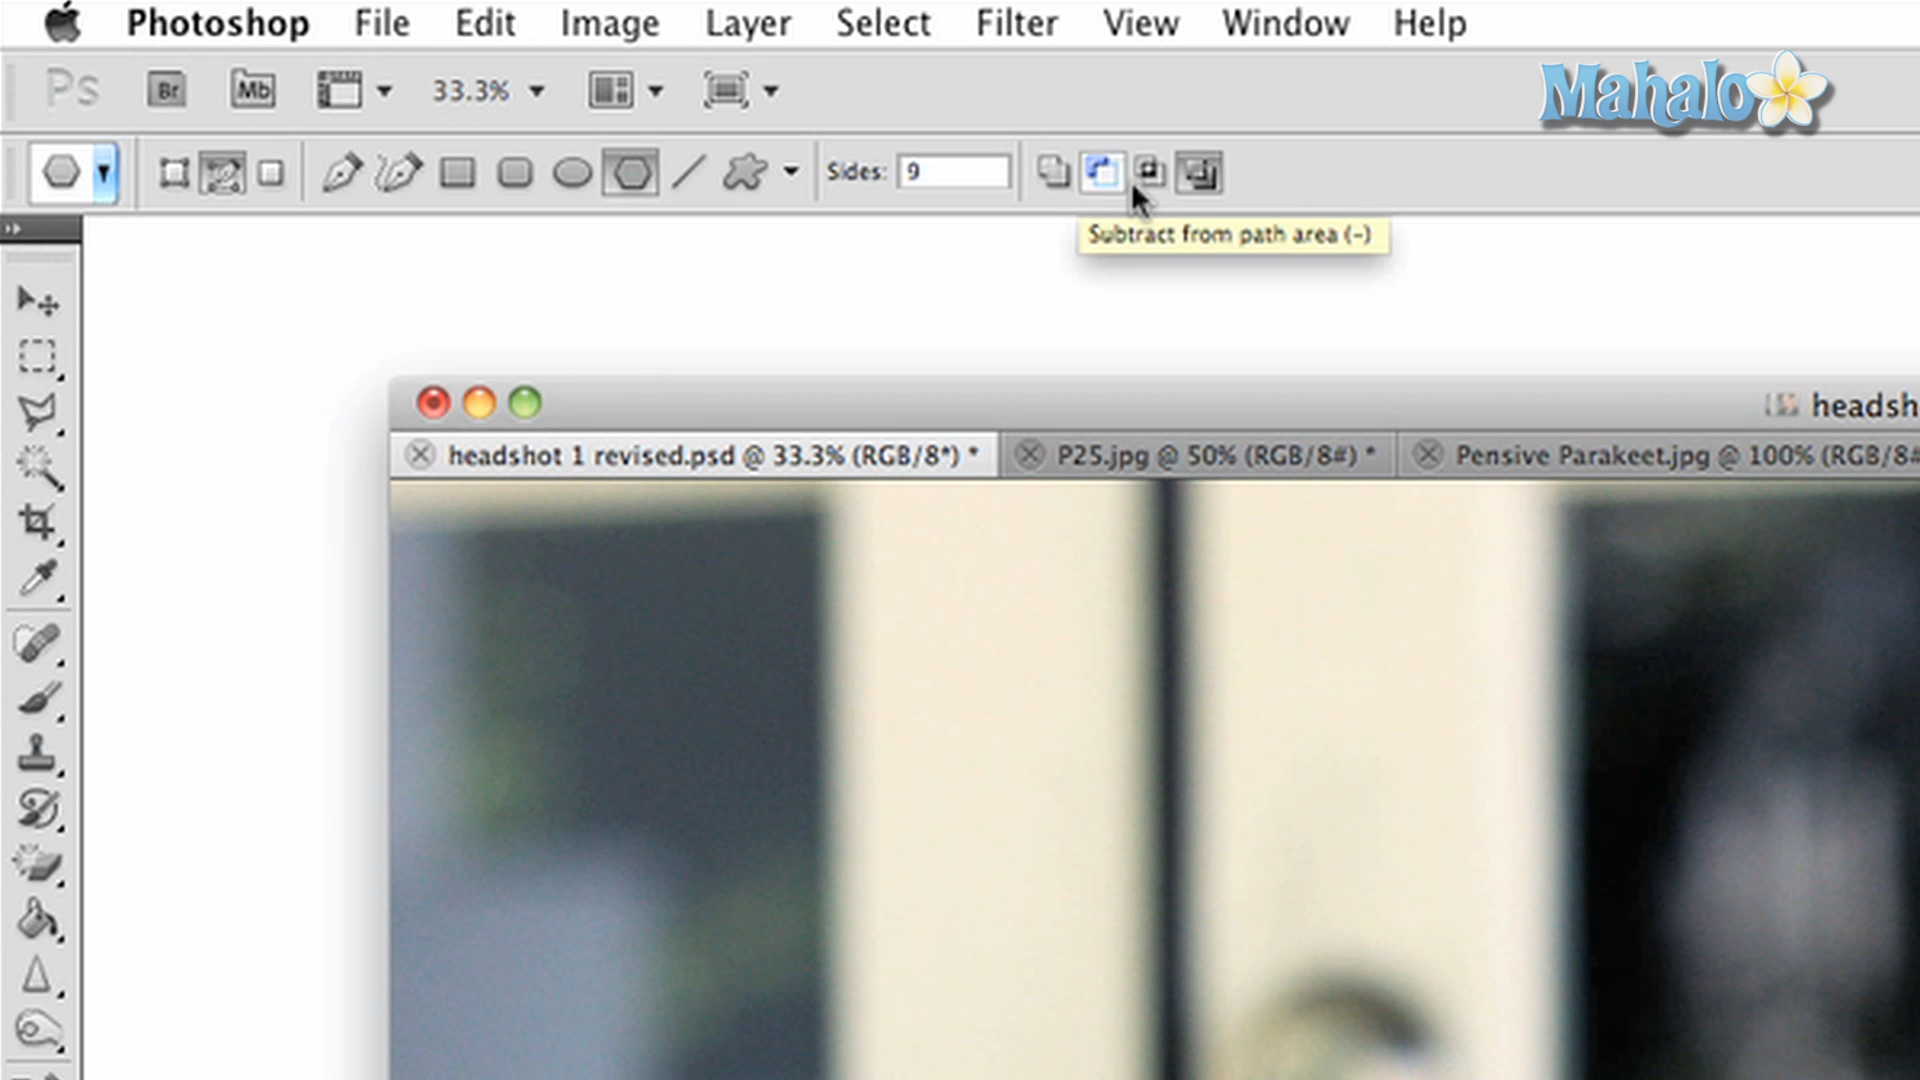 Photoshop File Edit Image Layer Select Filter View Window Help
Ps Br Mb 33.3%
Mahalo
Sides: 9
Subtract from path area (-)
headsh
headshot 1 revised.psd @ 33.3% (RGB/8*) * P25.jpg @ 50% (RGB/8#) * Pensive Parakeet.jpg @ 100% (RGB/8#